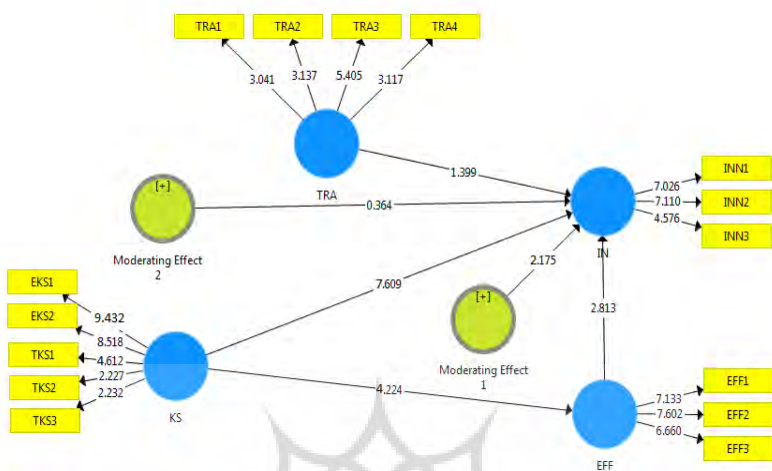 TRA1 TRA2 TRA3 TRA4
3.041 3.137 5.405 3.117
TRA
1.399
[+]
0.364
Moderating Effect
2
IN
7.026
7.110
4.576
INN1
INN2
INN3
2.175
7.609
[+]
Moderating Effect
1
2.813
EKS1
EKS2
TKS1
TKS2
TKS3
9.432
8.518
4.612
2.227
2.232
KS
4.224
EFF
7.133
7.602
6.660
EFF1
EFF2
EFF3